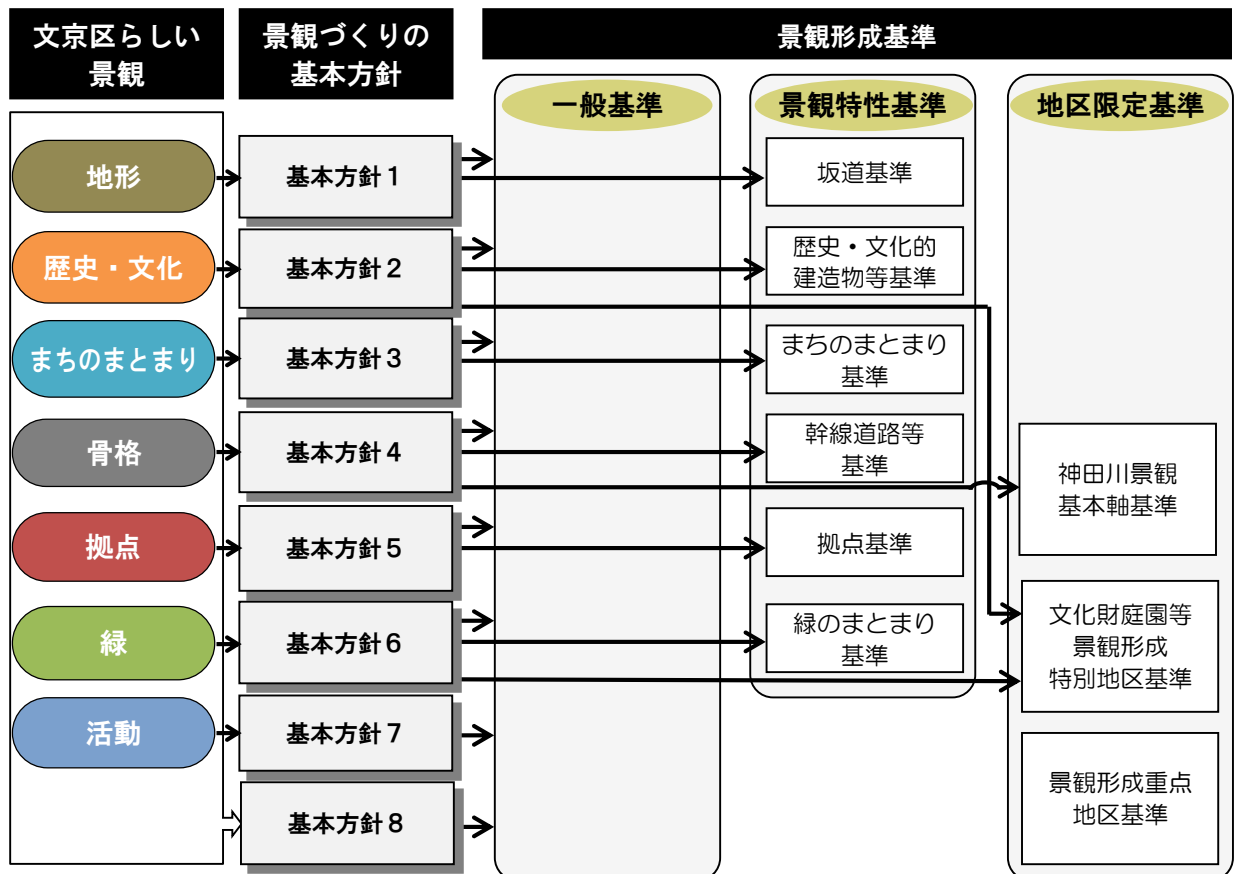 文京区らしい
景観
景観づくりの
基本方針
景観形成基準
一般基準
景観特性基準
地区限定基準
地形
基本方針1
坂道基準
歴史・文化
基本方針2
歴史・文化的
建造物等基準
まちのまとまり
基本方針3
まちのまとまり
基準
骨格
基本方針4
幹線道路等
基準
神田川景観
基本軸基準
拠点
基本方針5
拠点基準
緑
基本方針6
緑のまとまり
基準
文化財庭園等
景観形成
特別地区基準
活動
基本方針7
基本方針8
景観形成重点
地区基準